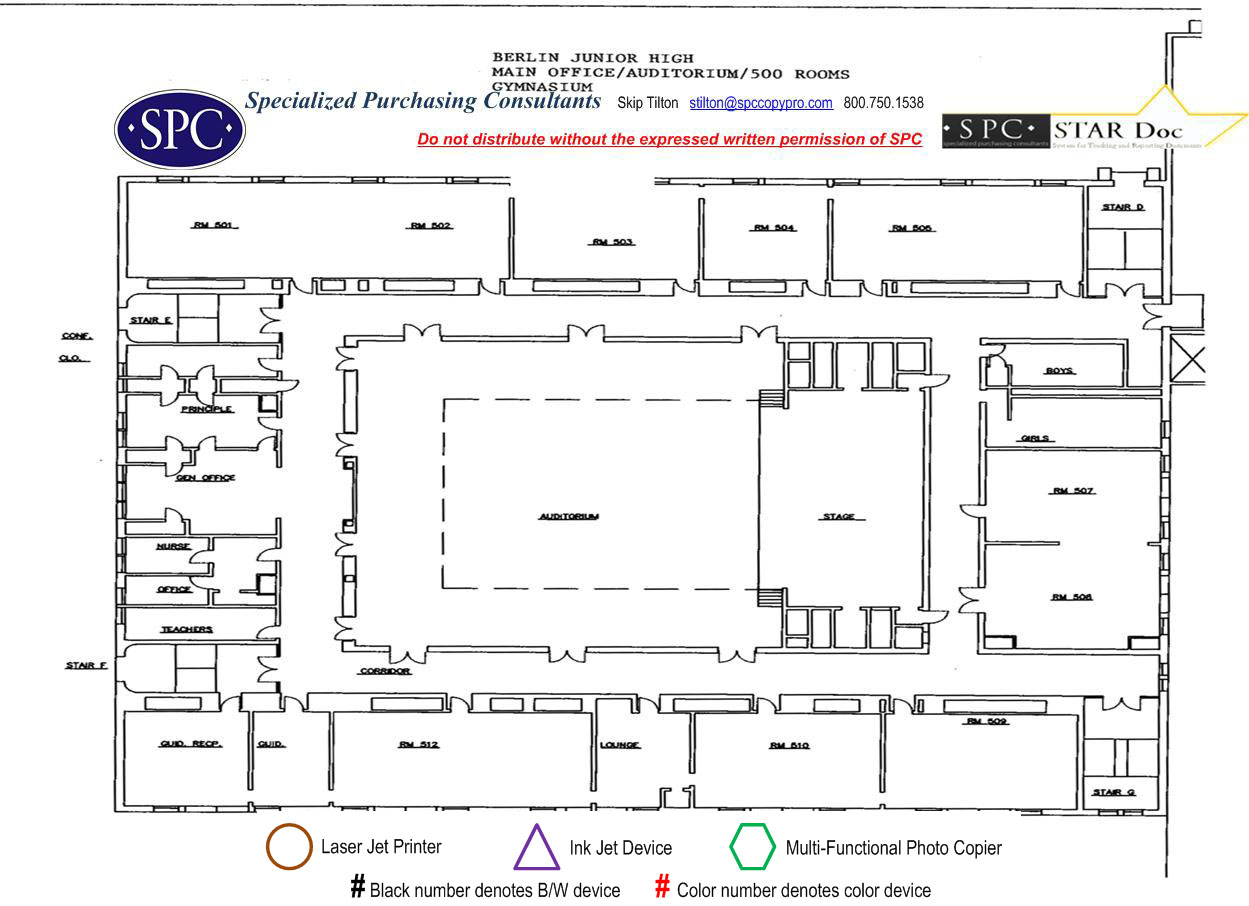 BERLIN JUNIOR HIGH
MAIN OFFICE/AUDITORIUM/500 ROOMS
GYMNASIUM
SPC
Specialized Purchasing Consultants Skip Tilton stilton@spccopypro.com 800.750.1538
Do not distribute without the expressed written permission of SPC
SPC STAR Doc
specialized purchasing consultants System for Tracking and Reporting Documents
STAIR D
RM 501
RM 502
RM 503
RM 504
RM 505
STAIR E
CONF.
CLO.
BOYS
PRINCIPLE
GIRLS
GEN OFFICE
RM 507
AUDITORIUM
STAGE
NURSE
OFFICE
RM 508
TEACHERS
STAIR F
CORRIDOR
RM 509
GUID. RECP.
GUID.
RM 512
LOUNGE
RM 510
STAIR G
Laser Jet Printer
Ink Jet Device
Multi-Functional Photo Copier
# Black number denotes B/W device
# Color number denotes color device